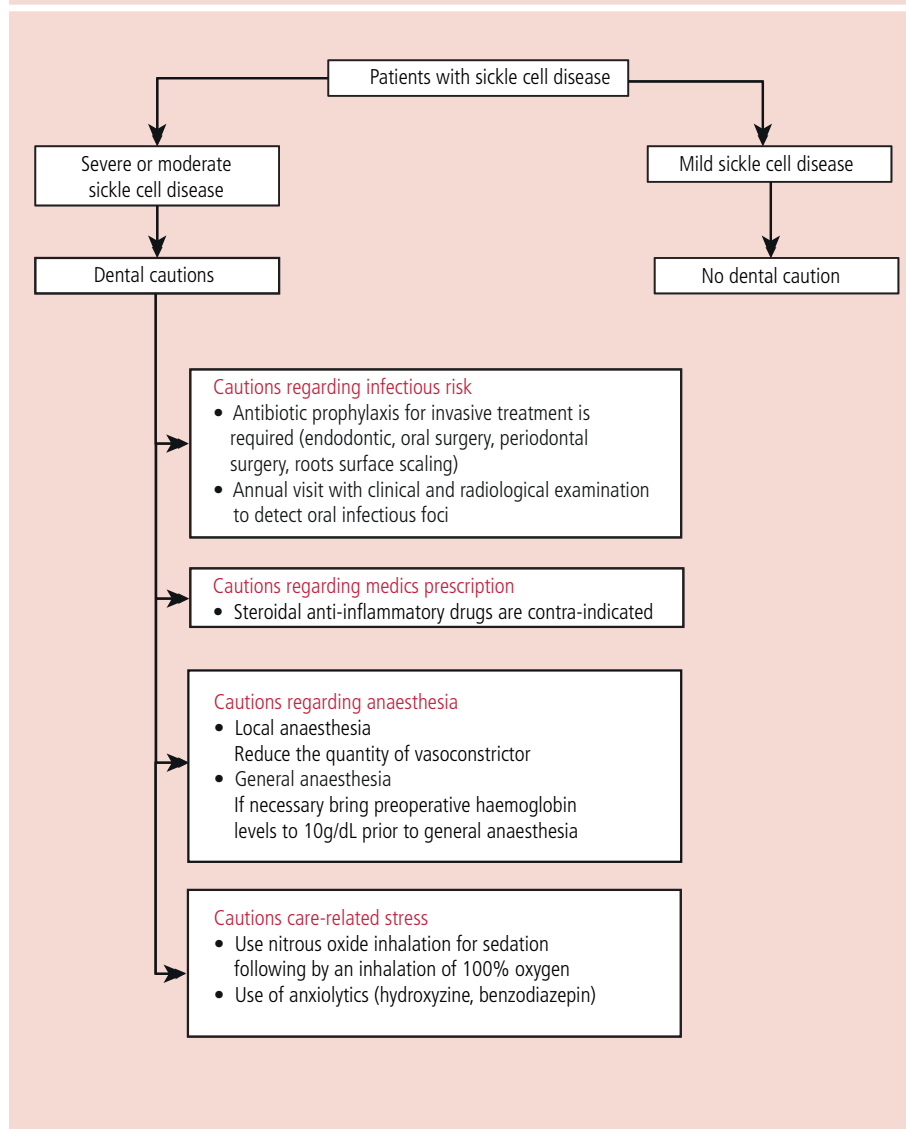 Patients with sickle cell disease
Severe or moderate
sickle cell disease
Mild sickle cell disease
Dental cautions
No dental caution
Cautions regarding infectious risk
• Antibiotic prophylaxis for invasive treatment is
required (endodontic, oral surgery, periodontal
surgery, roots surface scaling)
• Annual visit with clinical and radiological examination
to detect oral infectious foci
Cautions regarding medics prescription
• Steroidal anti-inflammatory drugs are contra-indicated
Cautions regarding anaesthesia
• Local anaesthesia
Reduce the quantity of vasoconstrictor
• General anaesthesia
If necessary bring preoperative haemoglobin
levels to 10g/dL prior to general anaesthesia
Cautions care-related stress
• Use nitrous oxide inhalation for sedation
following by an inhalation of 100% oxygen
• Use of anxiolytics (hydroxyzine, benzodiazepin)